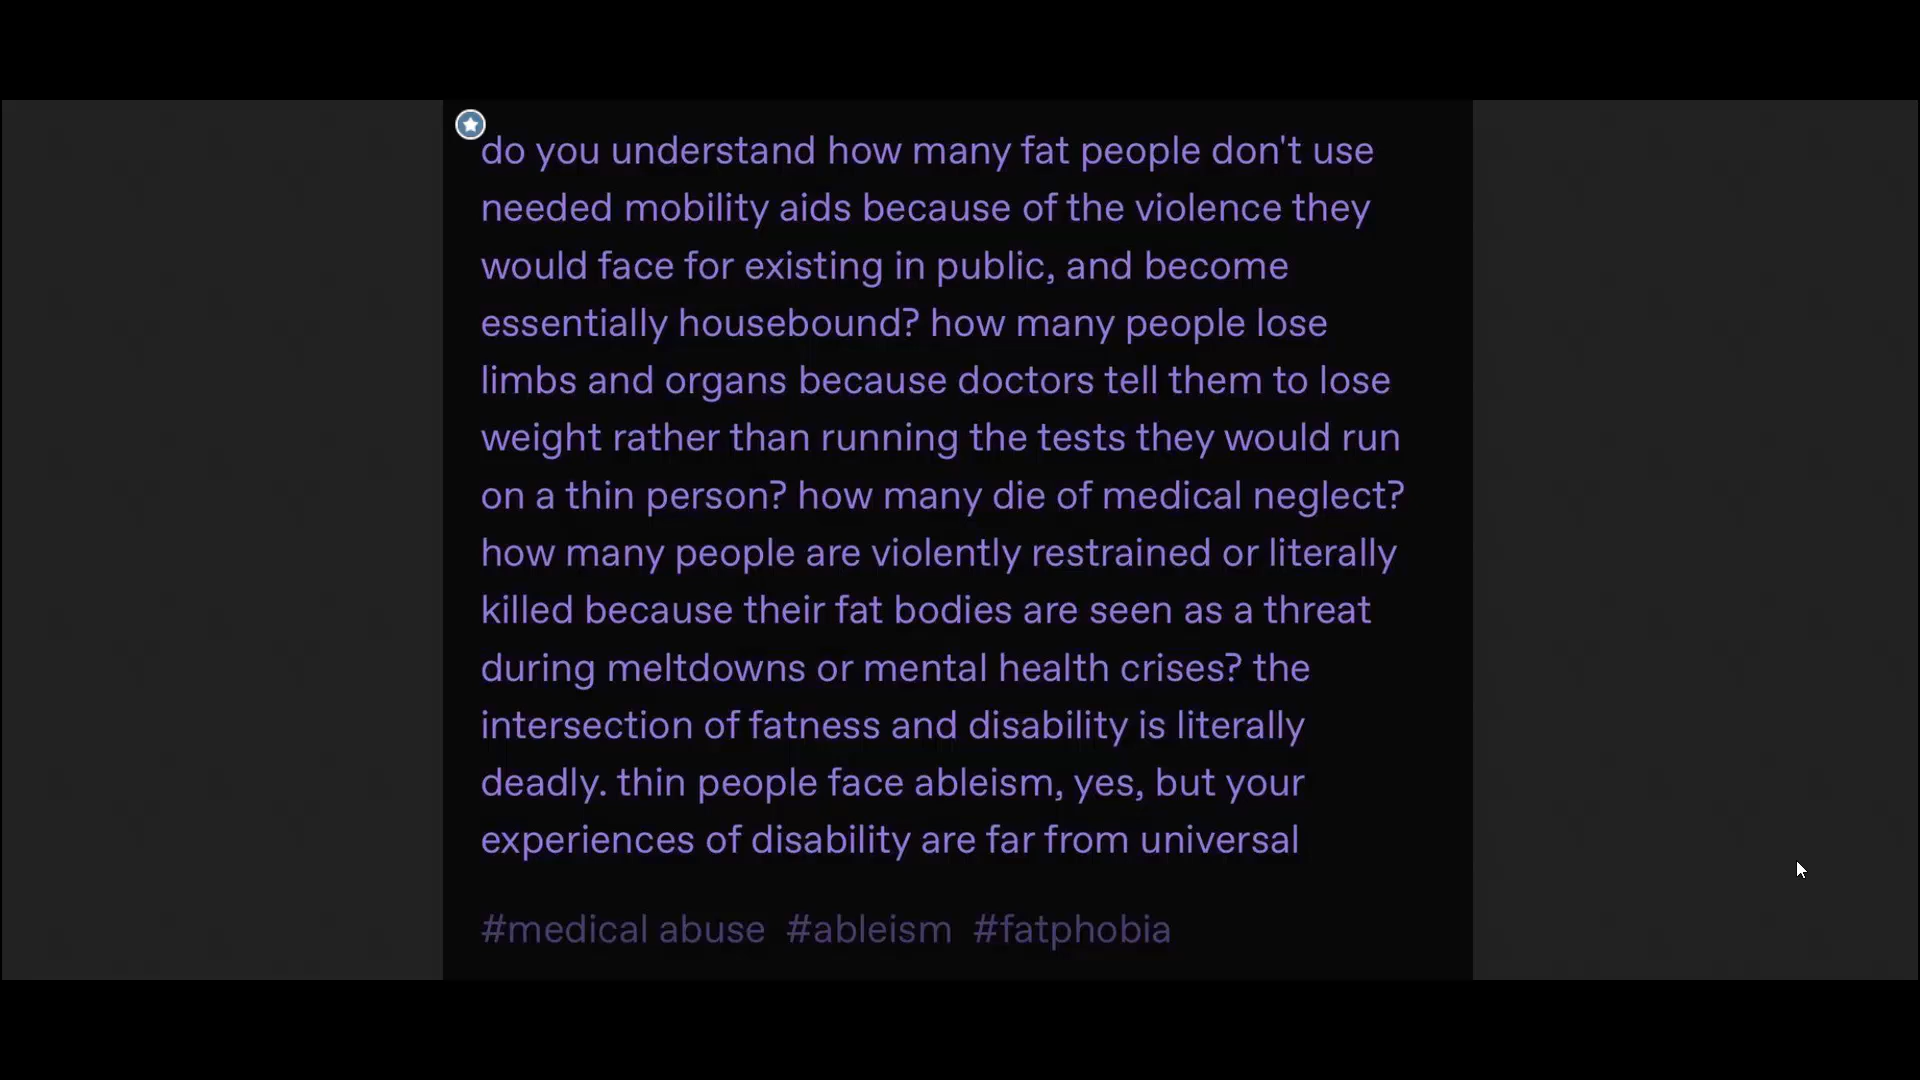 do you understand how many fat people don't use
needed mobility aids because of the violence they
would face for existing in public, and become
essentially housebound? how many people lose
limbs and organs because doctors tell them to lose
weight rather than running the tests they would run
on a thin person? how many die of medical neglect?
how many people are violently restrained or literally
killed because their fat bodies are seen as a threat
during meltdowns or mental health crises? the
intersection of fatness and disability is literally
deadly. thin people face ableism, yes, but your
experiences of disability are far from universal
#medical abuse #ableism #fatphobia